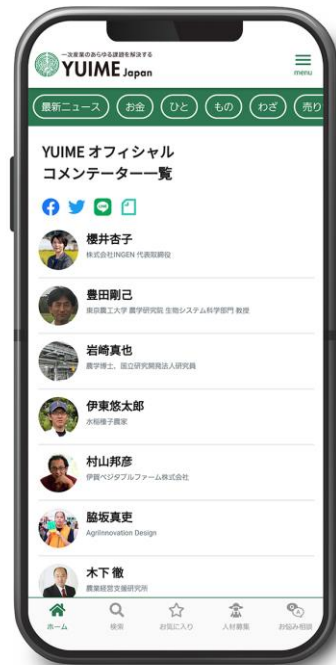 一次産業のあらゆる課題を解決する
YUIME Japan
menu
最新ニュース お金 ひと もの わざ 売り
YUIME オフィシャル
コメンテーター一覧
LINE
櫻井杏子
株式会社INGEN 代表取締役
豊田剛己
東京農工大学 農学研究院 生物システム科学部門 教授
岩崎真也
農学博士、国立研究開発法人研究員
伊東悠太郎
水稲種子農家
村山邦彦
伊賀ベジタブルファーム株式会社
脇坂真吏
AgriInnovation Design
木下 徹
農業経営支援研究所
ホーム 検索 お気に入り 人材募集 お悩み相談